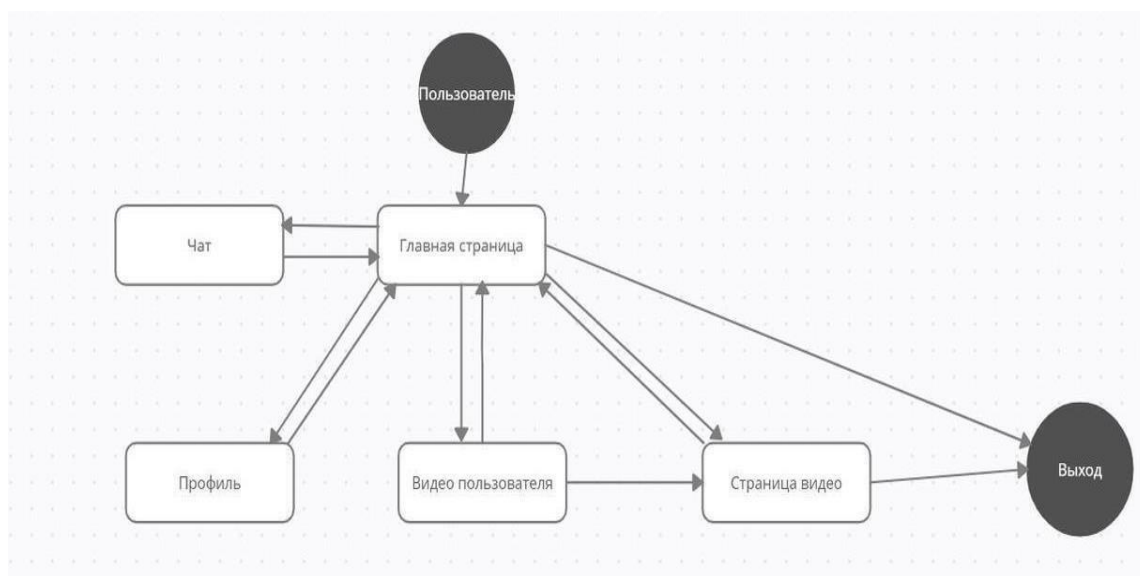 Пользователь
Чат
Главная страница
Профиль
Видео пользователя
Страница видео
Выход